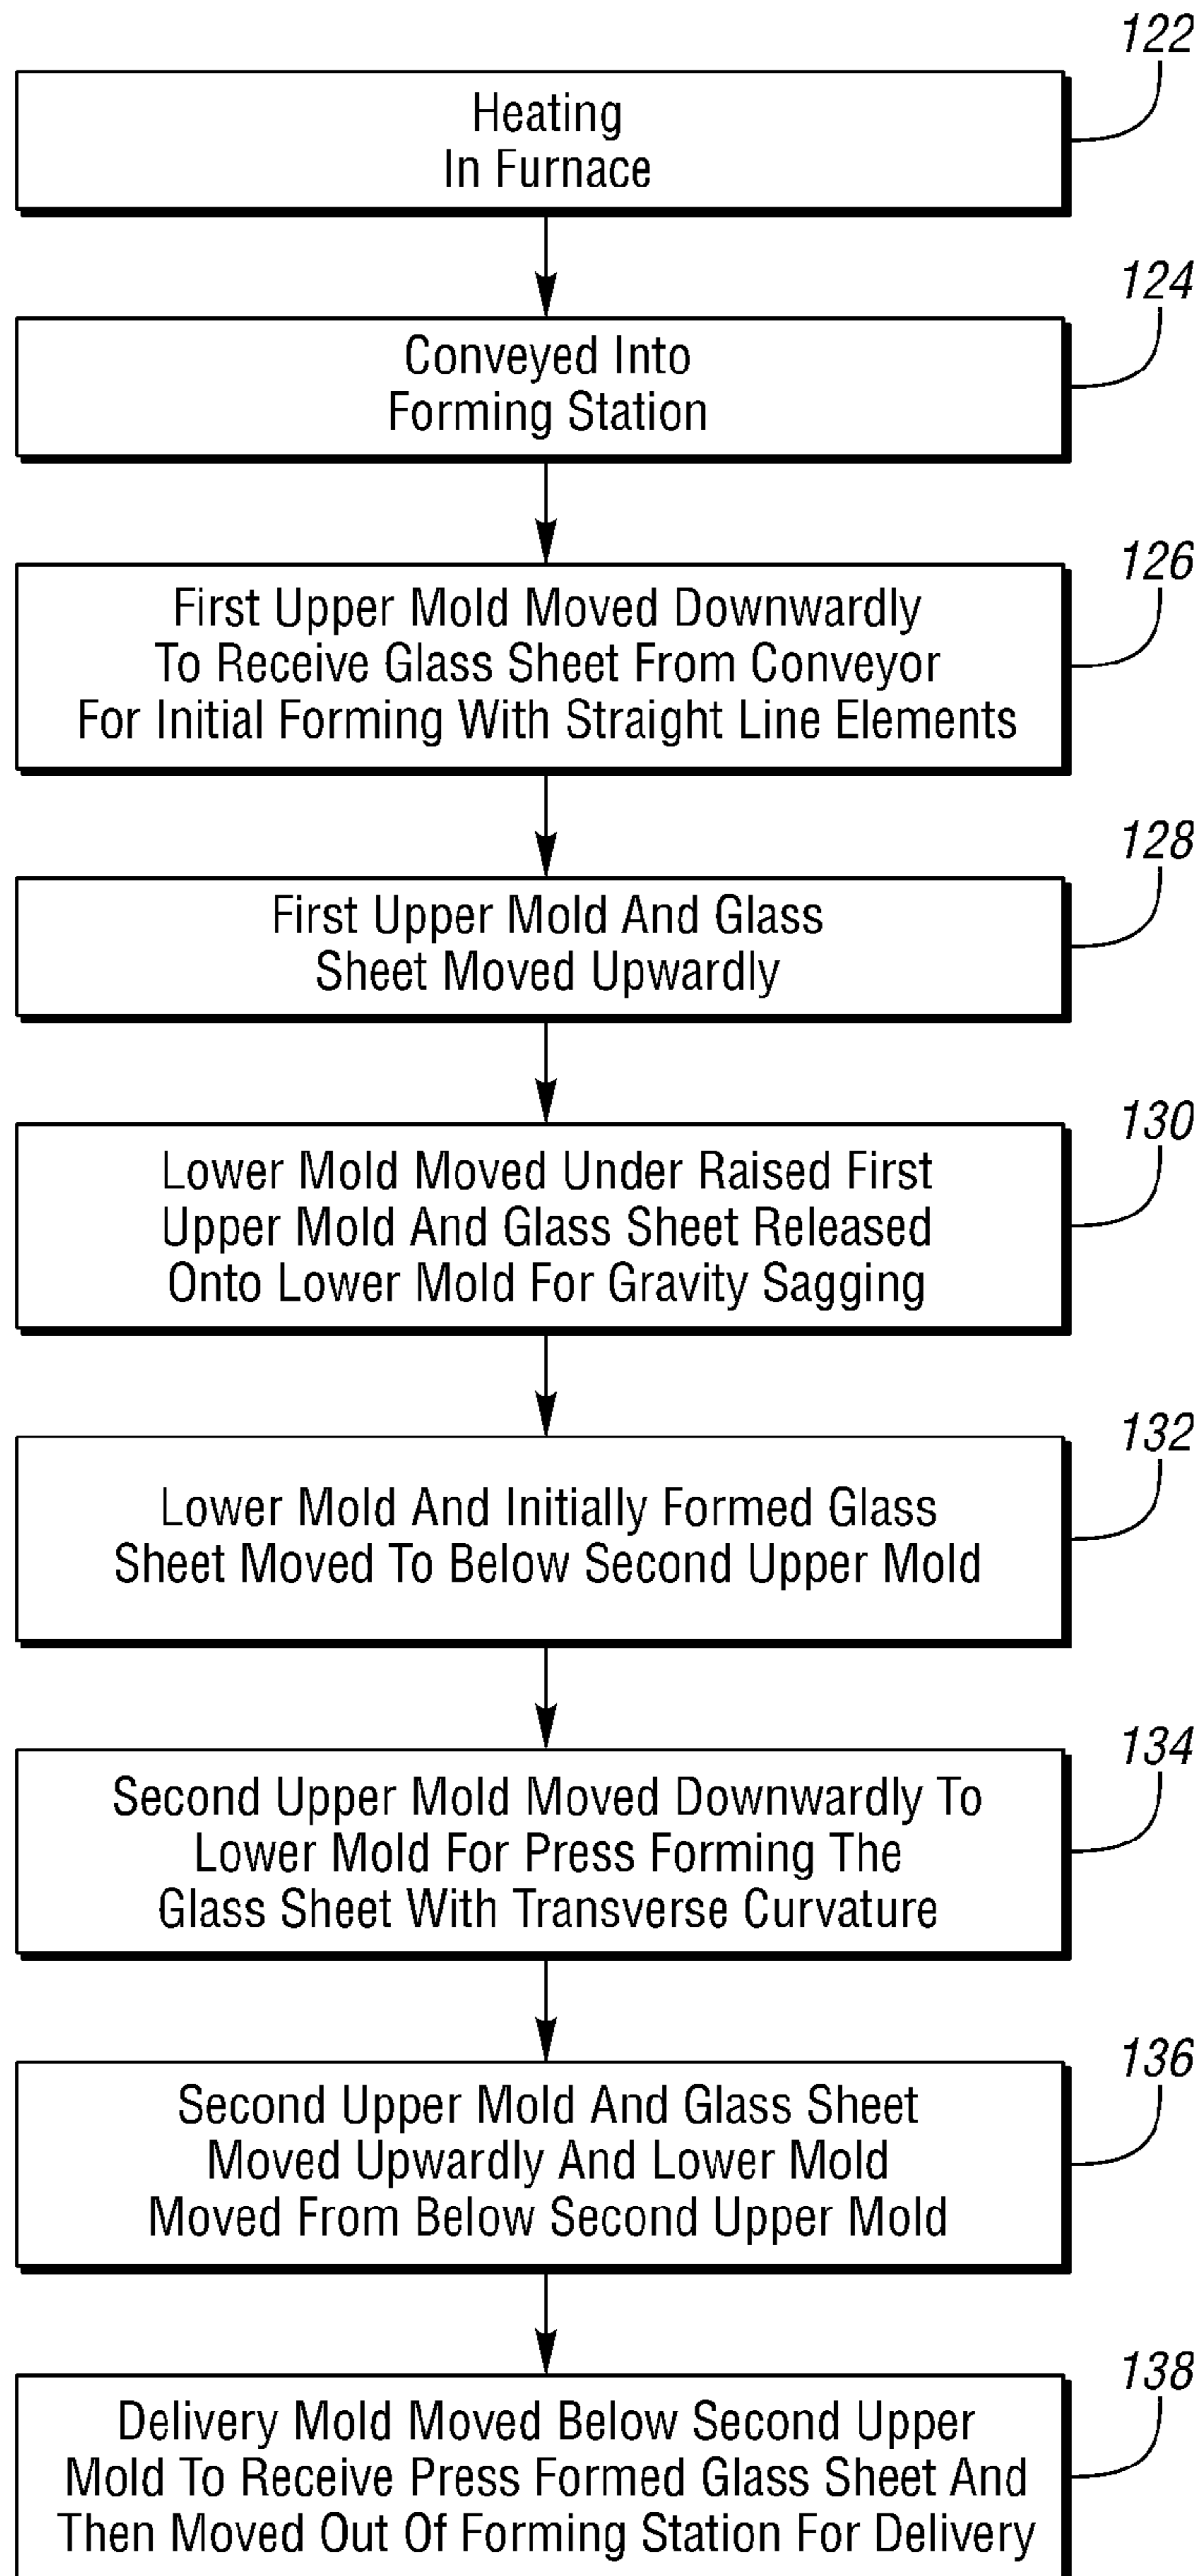 122
Heating
In Furnace
124
Conveyed Into
Forming Station
126
First Upper Mold Moved Downwardly
To Receive Glass Sheet From Conveyor
For Initial Forming With Straight Line Elements
128
First Upper Mold And Glass
Sheet Moved Upwardly
130
Lower Mold Moved Under Raised First
Upper Mold And Glass Sheet Released
Onto Lower Mold For Gravity Sagging
132
Lower Mold And Initially Formed Glass
Sheet Moved To Below Second Upper Mold
134
Second Upper Mold Moved Downwardly To
Lower Mold For Press Forming The
Glass Sheet With Transverse Curvature
136
Second Upper Mold And Glass Sheet
Moved Upwardly And Lower Mold
Moved From Below Second Upper Mold
138
Delivery Mold Moved Below Second Upper
Mold To Receive Press Formed Glass Sheet And
Then Moved Out Of Forming Station For Delivery